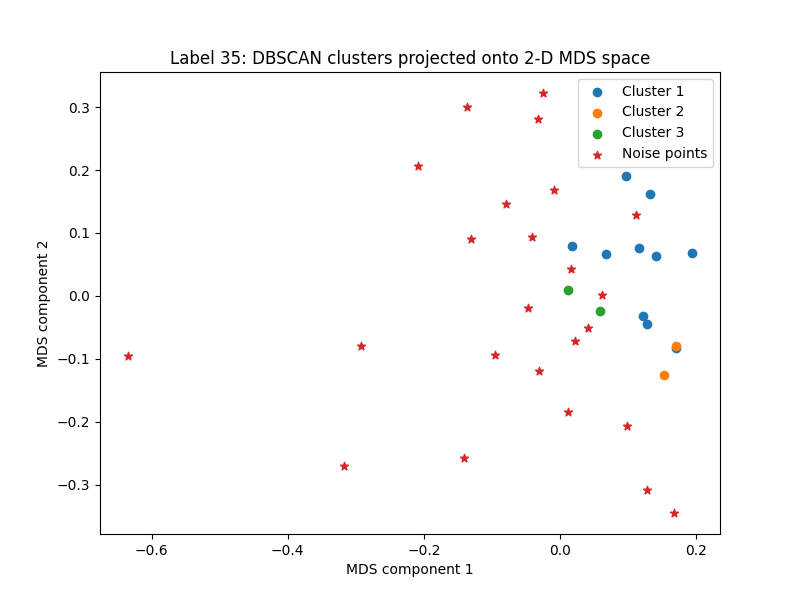 Label 35: DBSCAN clusters projected onto 2-D MDS space
Cluster 1
Cluster 2
Cluster 3
Noise points
MDS component 2
0.3
0.2
0.1
0.0
−0.1
−0.2
−0.3
−0.6
−0.4
−0.2
0.0
0.2
MDS component 1